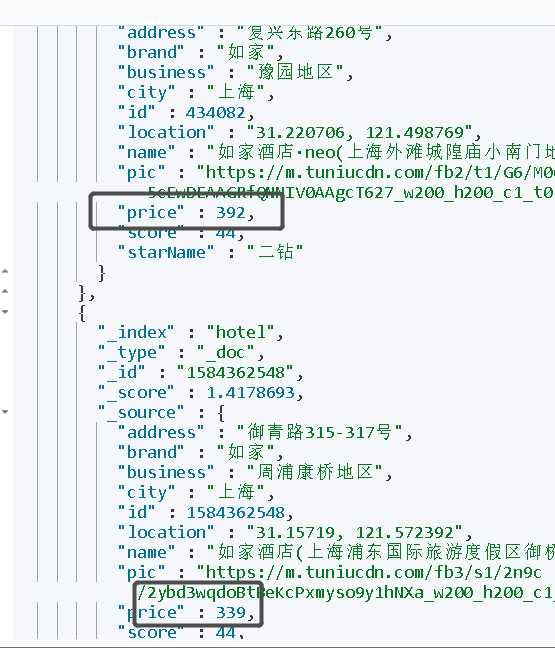 "address" : "复兴东路260号",
"brand" : "如家",
"business" : "豫园地区",
"city" : "上海",
"id" : 434082,
"location" : "31.220706, 121.498769",
"name" : "如家酒店·neo(上海外滩城隍庙小南门地
"pic" : "https://m.tuniucdn.com/fb2/t1/G6/M0
5cEwDEAAGRfQNNIV0AAgcT627_w200_h200_c1_t0
"price" : 392,
"score" : 44,
"starName" : "二钻"
}
},
{
"_index" : "hotel",
"_type" : "_doc",
"_id" : "1584362548",
"_score" : 1.4178693,
"_source" : {
"address" : "御青路315-317号",
"brand" : "如家",
"business" : "周浦康桥地区",
"city" : "上海",
"id" : 1584362548,
"location" : "31.15719, 121.572392",
"name" : "如家酒店(上海浦东国际旅游度假区御桥
"pic" : "https://m.tuniucdn.com/fb3/s1/2n9c
/2ybd3wqdoBtBeKcPxmyso9y1hNXa_w200_h200_c1_
"price" : 339,
"score" : 44,